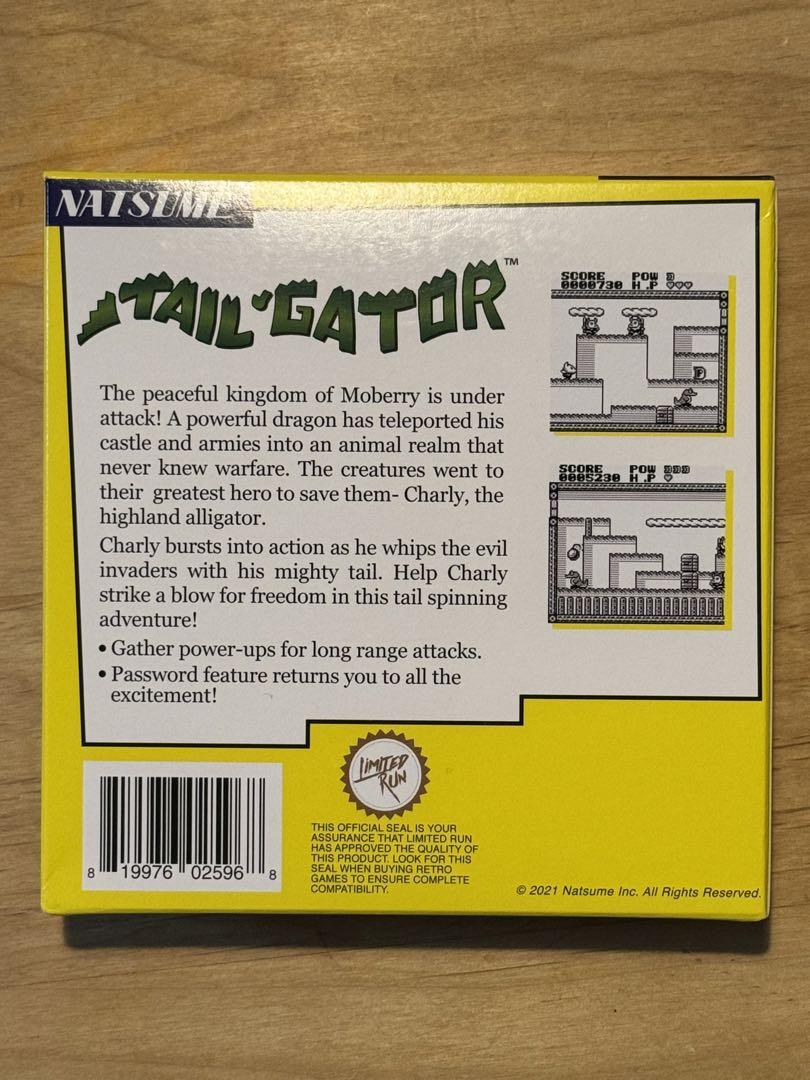 NATSUME
TAIL'GATOR™
The peaceful kingdom of Moberry is under
attack! A powerful dragon has teleported his
castle and armies into an animal realm that
never knew warfare. The creatures went to
their greatest hero to save them- Charly, the
highland alligator.
Charly bursts into action as he whips the evil
invaders with his mighty tail. Help Charly
strike a blow for freedom in this tail spinning
adventure!
• Gather power-ups for long range attacks.
• Password feature returns you to all the
excitement!
SCORE POW
0000730 H.P
P
SCORE POW
0005230 H.P
LIMITED
RUN
THIS OFFICIAL SEAL IS YOUR
ASSURANCE THAT LIMITED RUN
HAS APPROVED THE QUALITY OF
THIS PRODUCT. LOOK FOR THIS
SEAL WHEN BUYING RETRO
GAMES TO ENSURE COMPLETE
COMPATIBILITY.
8 19976 02596 8
© 2021 Natsume Inc. All Rights Reserved.